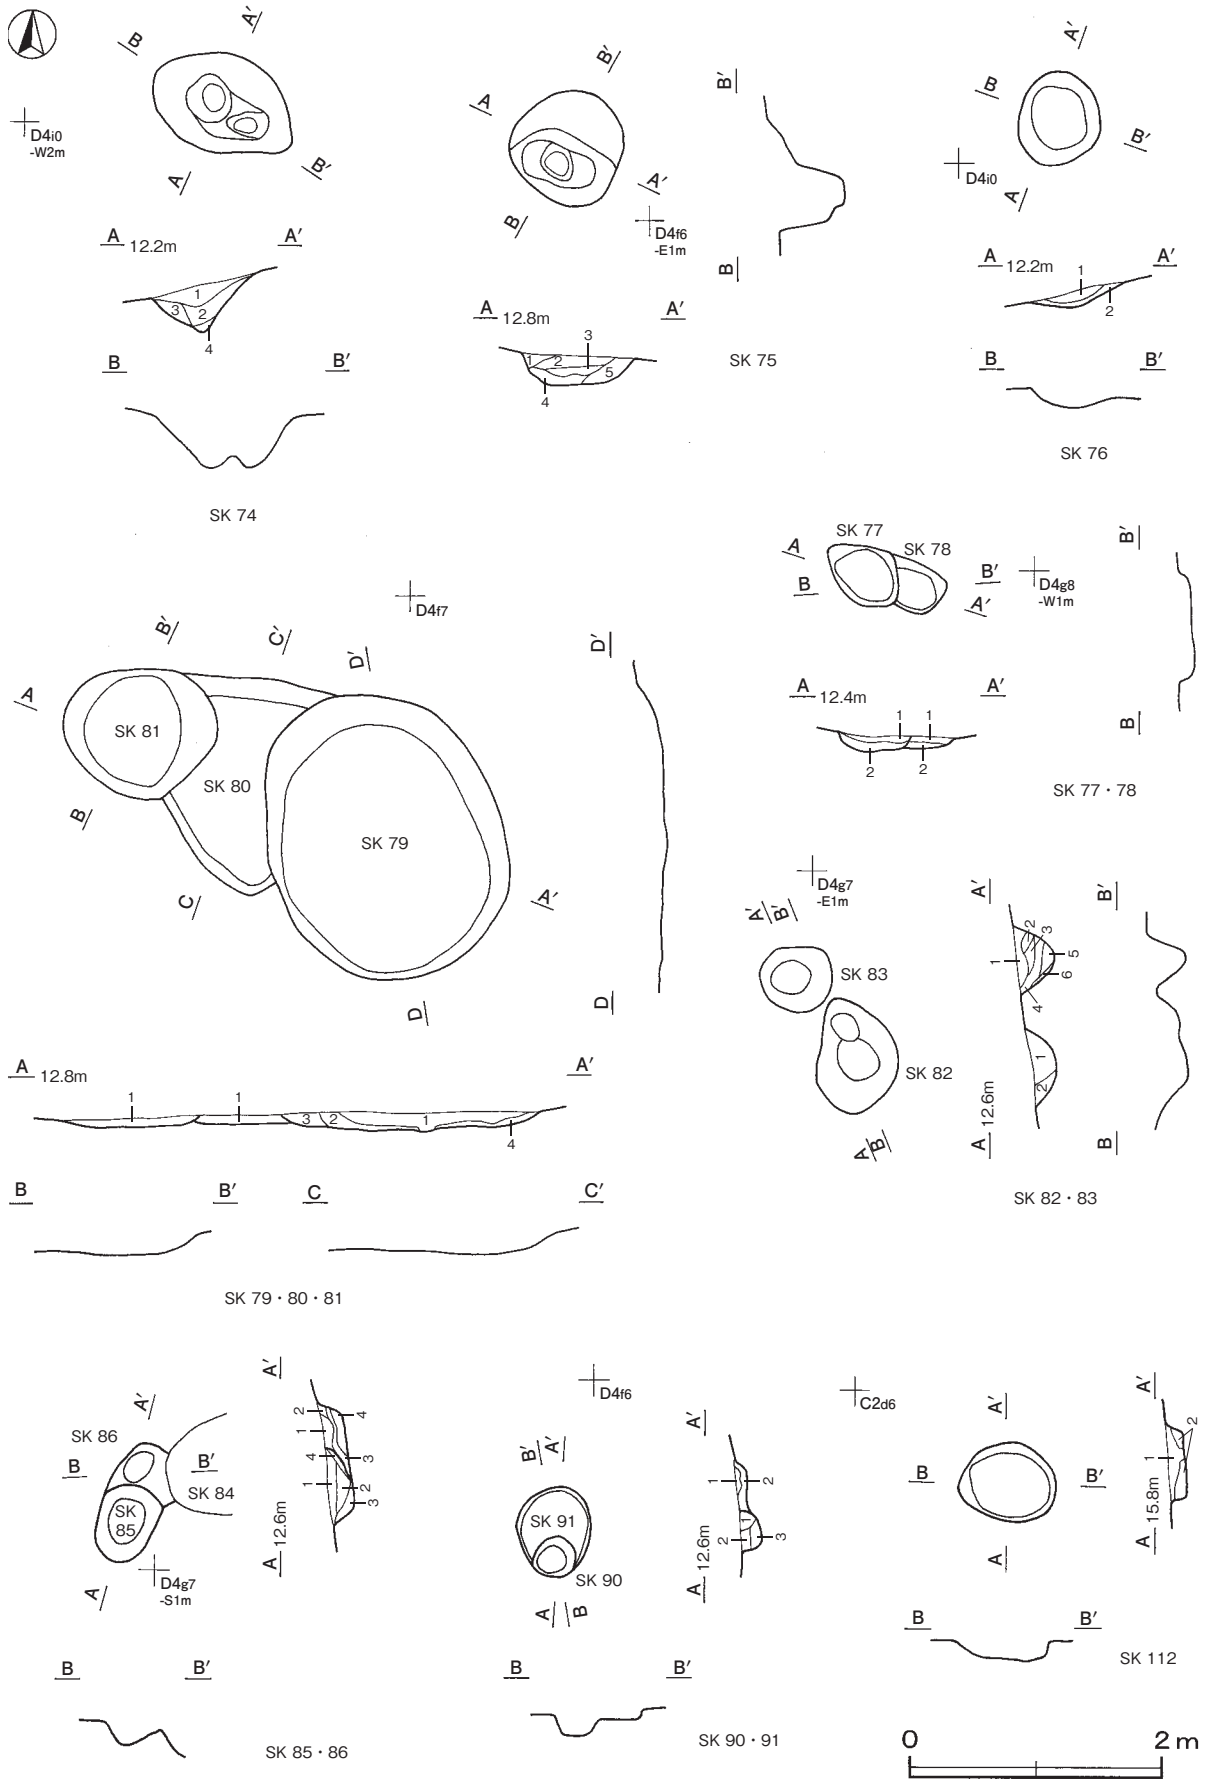 A′
B
D4i0
-W2m
A
B′
A 12.2m A′
1
3 2
4
B B′
SK 74
B′
A
A′
B
D4f6
-E1m
B′
B
A 12.8m A′
3
1 2 5
4
SK 75
A′
B
B′
D4i0
A
A 12.2m A′
1
2
B B′
SK 76
SK 77
A SK 78
B B′
A′
D4g8
-W1m
B′
B
A 12.4m A′
1 1
2 2
SK 77・78
D4f7
B′ C′ D′
A
SK 81
SK 80
SK 79
B
C
A′
D
D′
D
A 12.8m A′
1 1
3 2 1
4
B B′ C C′
SK 79・80・81
D4g7
-E1m
A′ B′
SK 83
SK 82
A B
A′
2 3
1 5
6
4
1
2
A 12.6m
B′
B
SK 82・83
A′
SK 86
B B′
SK 84
SK
85
D4g7
-S1m
A
A′
2 4
1
4 3
1 2
3
A 12.6m
B B′
SK 85・86
D4f6
B′ A′
SK 91
SK 90
A B
A′
1 2
1
2 3
A 12.6m
B B′
SK 90・91
C2d6
A′
B B′
A
A′
2
1
A 15.8m
B B′
SK 112
0 2 m